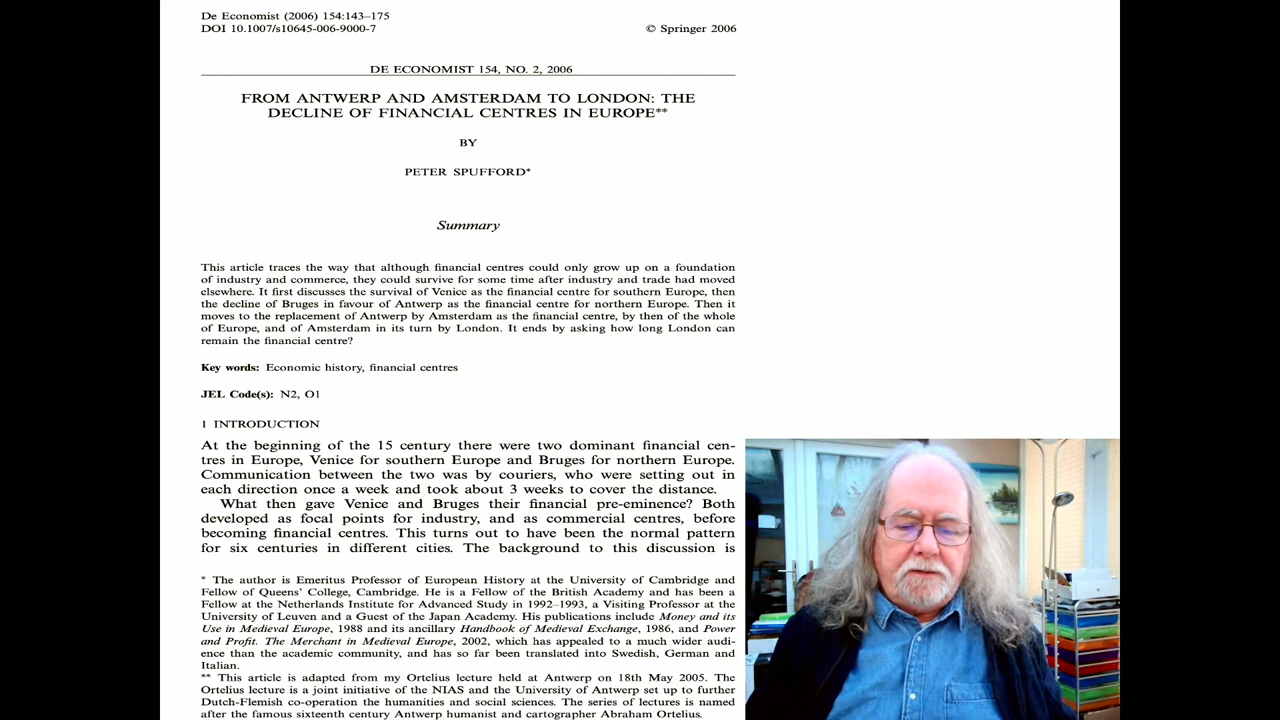 De Economist (2006) 154:143–175
DOI 10.1007/s10645-006-9000-7
© Springer 2006
DE ECONOMIST 154, NO. 2, 2006
FROM ANTWERP AND AMSTERDAM TO LONDON: THE
DECLINE OF FINANCIAL CENTRES IN EUROPE**
BY
PETER SPUFFORD*
Summary
This article traces the way that although financial centres could only grow up on a foundation
of industry and commerce, they could survive for some time after industry and trade had moved
elsewhere. It first discusses the survival of Venice as the financial centre for southern Europe, then
the decline of Bruges in favour of Antwerp as the financial centre for northern Europe. Then it
moves to the replacement of Antwerp by Amsterdam as the financial centre, by then of the whole
of Europe, and of Amsterdam in its turn by London. It ends by asking how long London can
remain the financial centre?
Key words: Economic history, financial centres
JEL Code(s): N2, O1
1 INTRODUCTION
At the beginning of the 15 century there were two dominant financial cen-
tres in Europe, Venice for southern Europe and Bruges for northern Europe.
Communication between the two was by couriers, who were setting out in
each direction once a week and took about 3 weeks to cover the distance.
What then gave Venice and Bruges their financial pre-eminence? Both
developed as focal points for industry, and as commercial centres, before
becoming financial centres. This turns out to have been the normal pattern
for six centuries in different cities. The background to this discussion is
* The author is Emeritus Professor of European History at the University of Cambridge and
Fellow of Queens' College, Cambridge. He is a Fellow of the British Academy and has been a
Fellow at the Netherlands Institute for Advanced Study in 1992–1993, a Visiting Professor at the
University of Leuven and a Guest of the Japan Academy. His publications include Money and its
Use in Medieval Europe, 1988 and its ancillary Handbook of Medieval Exchange, 1986, and Power
and Profit. The Merchant in Medieval Europe, 2002, which has appealed to a much wider audi-
ence than the academic community, and has so far been translated into Swedish, German and
Italian.
** This article is adapted from my Ortelius lecture held at Antwerp on 18th May 2005. The
Ortelius lecture is a joint initiative of the NIAS and the University of Antwerp set up to further
Dutch-Flemish co-operation the humanities and social sciences. The series of lectures is named
after the famous sixteenth century Antwerp humanist and cartographer Abraham Ortelius.